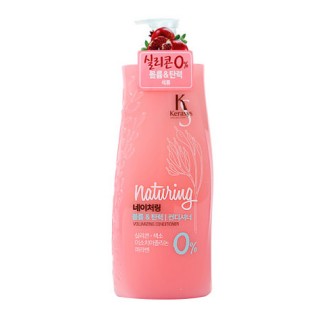 실리콘 0%
볼륨&탄력
Kerasys
naturing
네이처링
볼륨 & 탄력 | 컨디셔너
VOLUMIZING CONDITIONER
0%